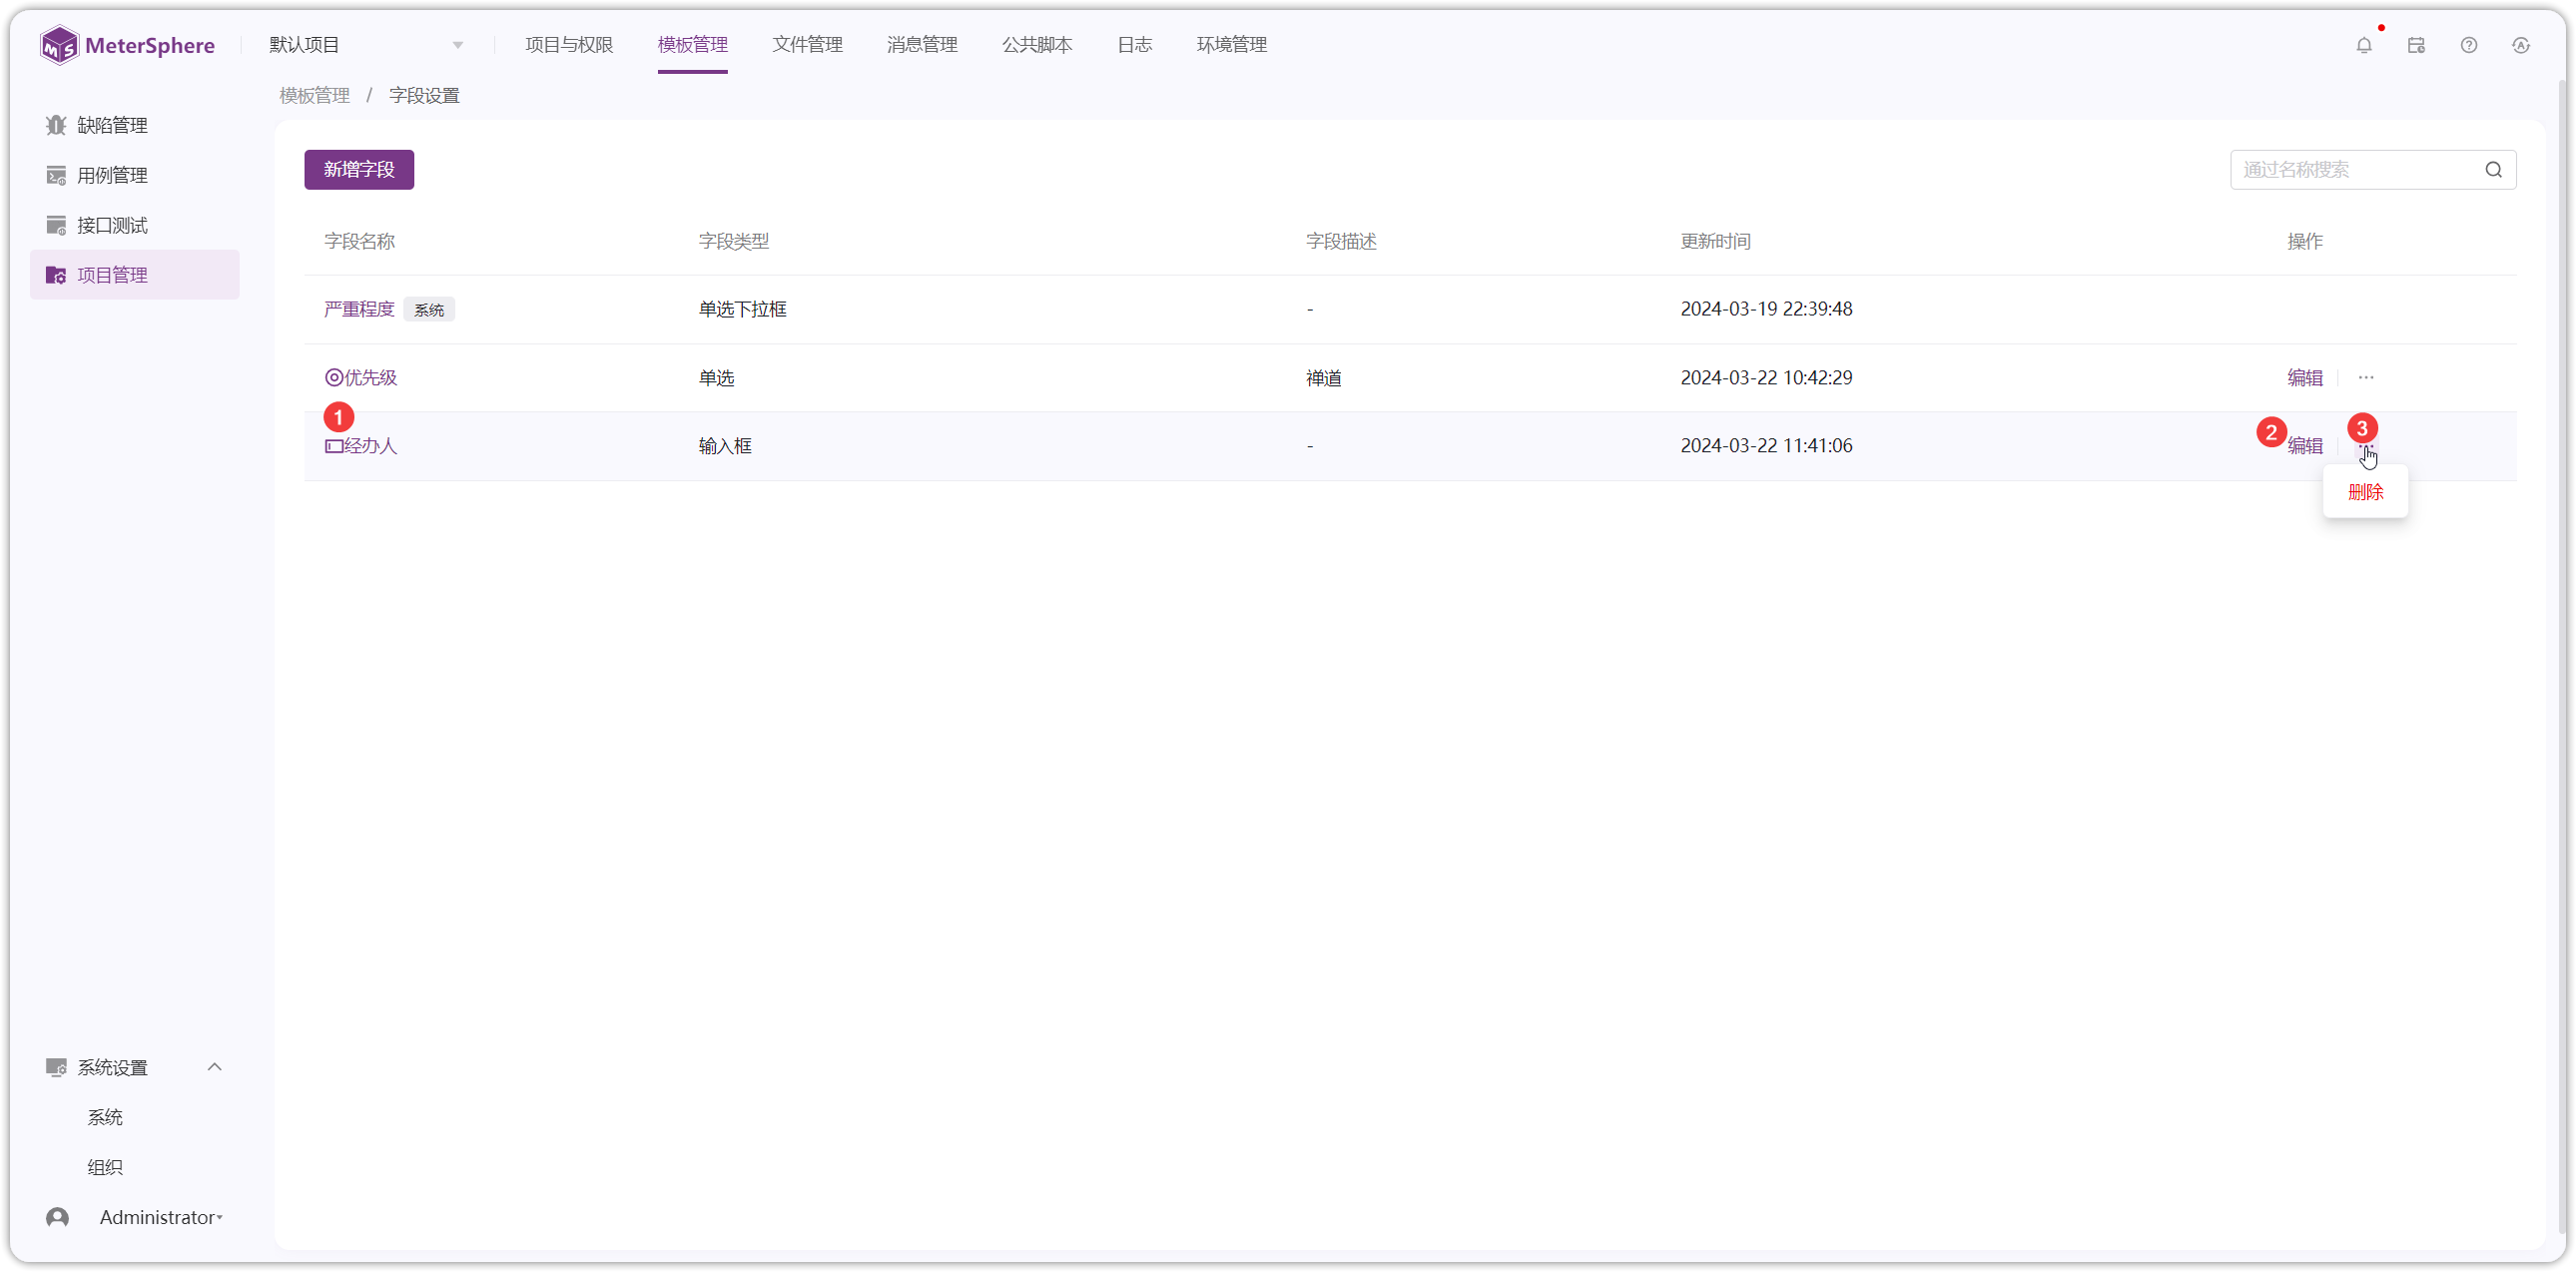 MeterSphere 默认项目 项目与权限 模板管理 文件管理 消息管理 公共脚本 日志 环境管理
模板管理 / 字段设置
缺陷管理
用例管理
接口测试
项目管理
新增字段 通过名称搜索
字段名称 字段类型 字段描述 更新时间 操作
严重程度 系统 单选下拉框 - 2024-03-19 22:39:48
优先级 单选 禅道 2024-03-22 10:42:29 编辑 ···
1 2 3
经办人 输入框 - 2024-03-22 11:41:06 编辑
删除
系统设置
系统
组织
Administrator